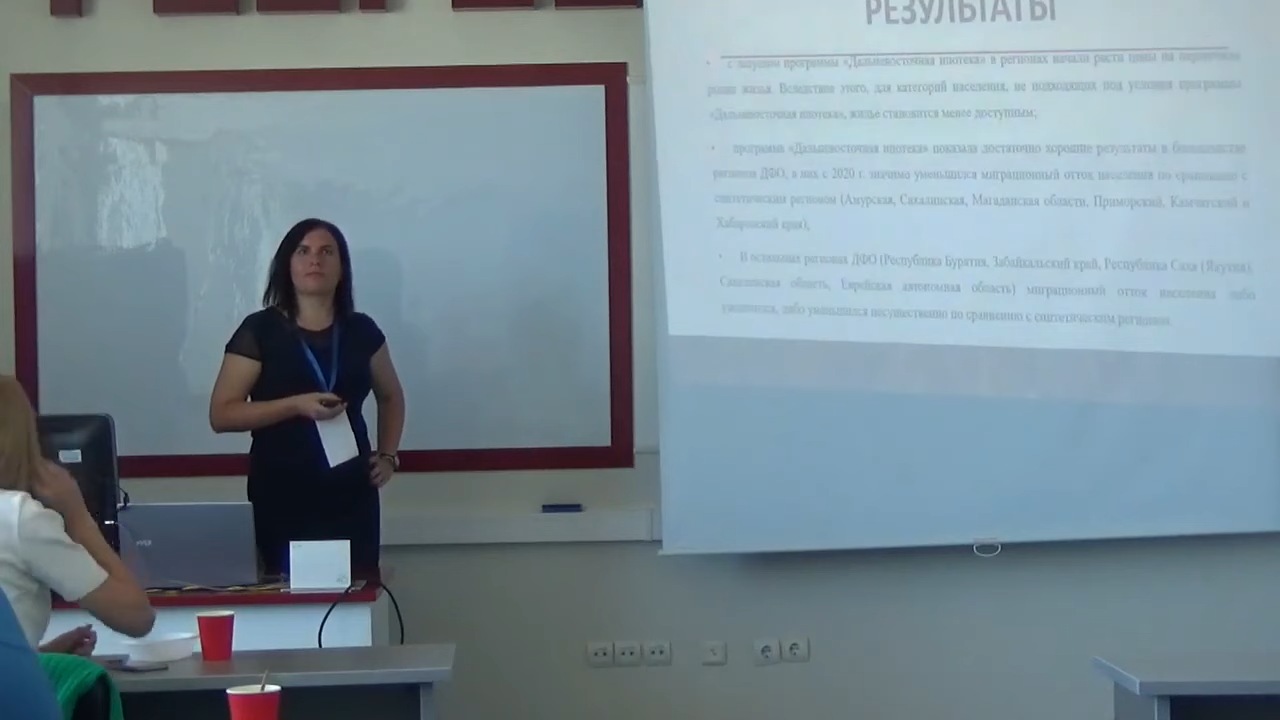 РЕЗУЛЬТАТЫ
• с запуском программы «Дальневосточная ипотека» в регионах начали расти цены на первичном
рынке жилья. Вследствие этого, для категорий населения, не подходящих под условия программы
«Дальневосточная ипотека», жилье становится менее доступным;
• программа «Дальневосточная ипотека» показала достаточно хорошие результаты в большинстве
регионов ДФО, в них с 2020 г. значимо уменьшился миграционный отток населения по сравнению с
синтетическим регионом (Амурская, Сахалинская, Магаданская области, Приморский, Камчатский и
Хабаровский края);
• В остальных регионах ДФО (Республика Бурятия, Забайкальский край, Республика Саха (Якутия),
область, Еврейская автономная область) миграционный отток населения либо
увеличился, либо уменьшился несущественно по сравнению с синтетическим регионом